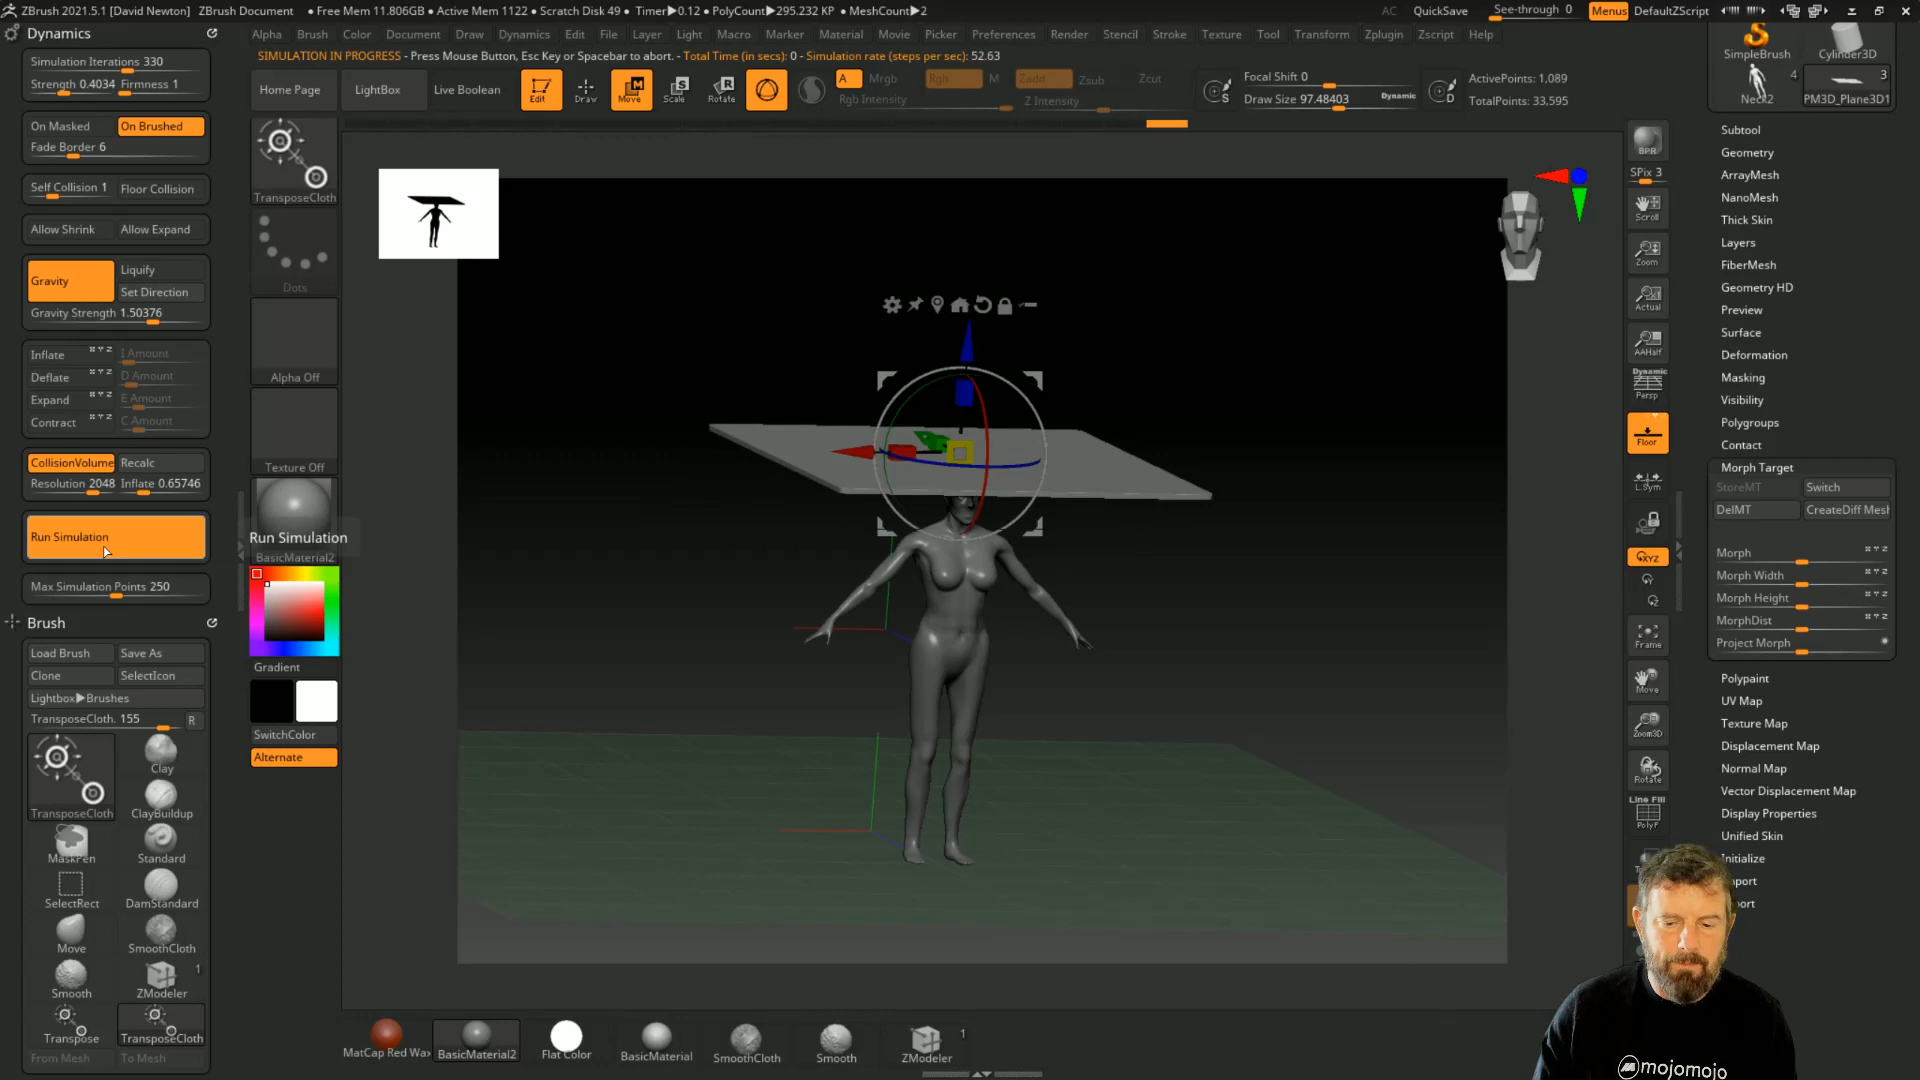 ZBrush 2021.5.1 [David Newton] ZBrush Document ● Free Mem 11.806GB ● Active Mem 1122 ● Scratch Disk 49 ● Timer▶0.12 ● PolyCount▶295.232 KP ● MeshCount▶2 AC QuickSave See-through 0 Menus DefaultZScript
Alpha Brush Color Document Draw Dynamics Edit File Layer Light Macro Marker Material Movie Picker Preferences Render Stencil Stroke Texture Tool Transform Zplugin Zscript Help
SIMULATION IN PROGRESS - Press Mouse Button, Esc Key or Spacebar to abort. - Total Time (in secs): 0 - Simulation rate (steps per sec): 52.63
Home Page LightBox Live Boolean Edit Draw Move Scale Rotate
A Mrgb Rgb M Zadd Zsub Zcut
Rgb Intensity Z Intensity
Focal Shift 0
Draw Size 97.48403 Dynamic
ActivePoints: 1,089
TotalPoints: 33,595
Dynamics
Simulation Iterations 330
Strength 0.4034 Firmness 1
On Masked On Brushed
Fade Border 6
Self Collision 1 Floor Collision
Allow Shrink Allow Expand
Gravity Liquify
Set Direction
Gravity Strength 1.50376
Inflate X Y Z I Amount
Deflate X Y Z D Amount
Expand X Y Z E Amount
Contract X Y Z C Amount
CollisionVolume Recalc
Resolution 2048 Inflate 0.65746
Run Simulation
Max Simulation Points 250
Brush
Load Brush Save As
Clone SelectIcon
Lightbox▶Brushes
TransposeCloth. 155 R
TransposeCloth Clay
ClayBuildup
MaskPen Standard
SelectRect DamStandard
Move SmoothCloth
Smooth ZModeler 1
Transpose TransposeCloth
From Mesh To Mesh
TransposeCloth
Dots
Alpha Off
Texture Off
Run Simulation
BasicMaterial2
Gradient
SwitchColor
Alternate
MatCap Red Wax BasicMaterial2 Flat Color BasicMaterial SmoothCloth Smooth ZModeler 1
BPR
SPix 3
Scroll
Zoom
Actual
AAHalf
Dynamic
Persp
Floor
L.Sym
XYZ
Frame
Move
Zoom3D
Rotate
Line Fill
PolyF
SimpleBrush Cylinder3D
4 3
Neck2 PM3D_Plane3D1
Subtool
Geometry
ArrayMesh
NanoMesh
Thick Skin
Layers
FiberMesh
Geometry HD
Preview
Surface
Deformation
Masking
Visibility
Polygroups
Contact
Morph Target
StoreMT Switch
DelMT CreateDiff Mesh
Morph X Y Z
Morph Width X Y Z
Morph Height X Y Z
MorphDist X Y Z
Project Morph
Polypaint
UV Map
Texture Map
Displacement Map
Normal Map
Vector Displacement Map
Display Properties
Unified Skin
Initialize
port
port
mojomojo